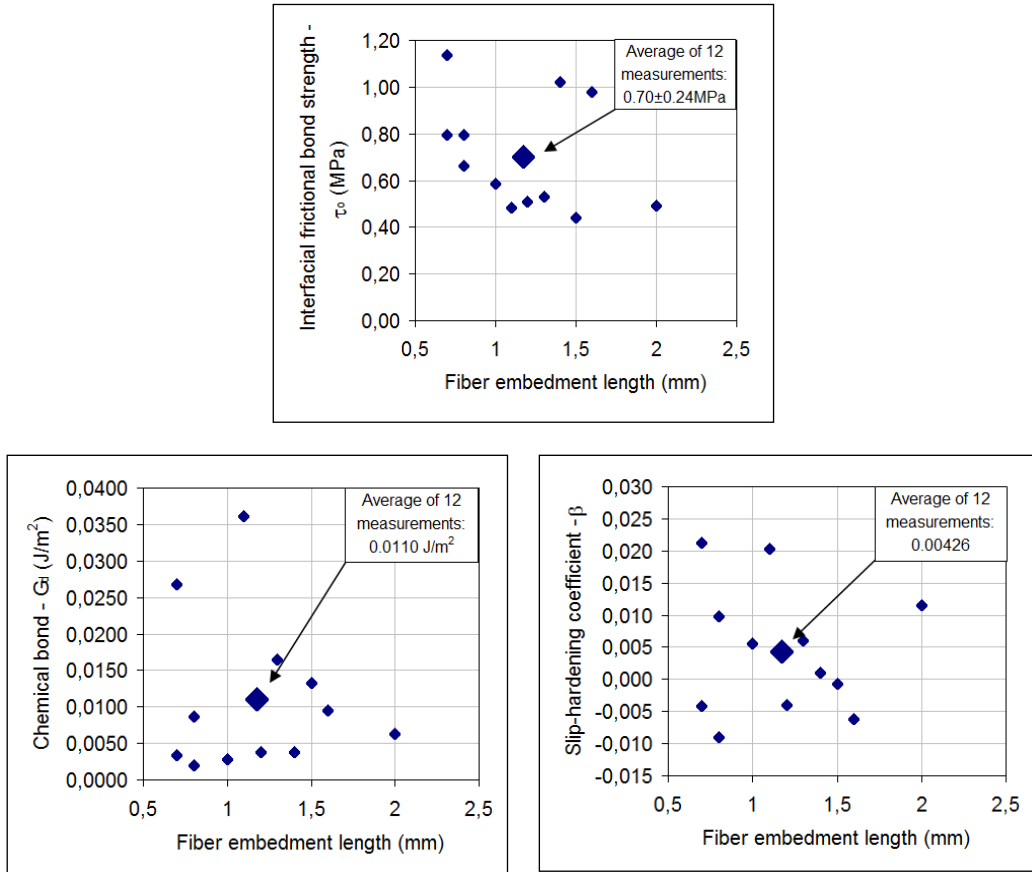 Interfacial frictional bond strength -
τo (MPa)
1,20
1,00
0,80
0,60
0,40
0,20
0,00
Average of 12
measurements:
0.70±0.24MPa
0,5 1 1,5 2 2,5
Fiber embedment length (mm)
Chemical bond - Gd (J/m²)
0,0400
0,0350
0,0300
0,0250
0,0200
0,0150
0,0100
0,0050
0,0000
Average of 12
measurements:
0.0110 J/m²
0,5 1 1,5 2 2,5
Fiber embedment length (mm)
Slip-hardening coefficient - β
0,030
0,025
0,020
0,015
0,010
0,005
0,000
-0,005
-0,010
-0,015
Average of 12
measurements:
0.00426
0,5 1 1,5 2 2,5
Fiber embedment length (mm)